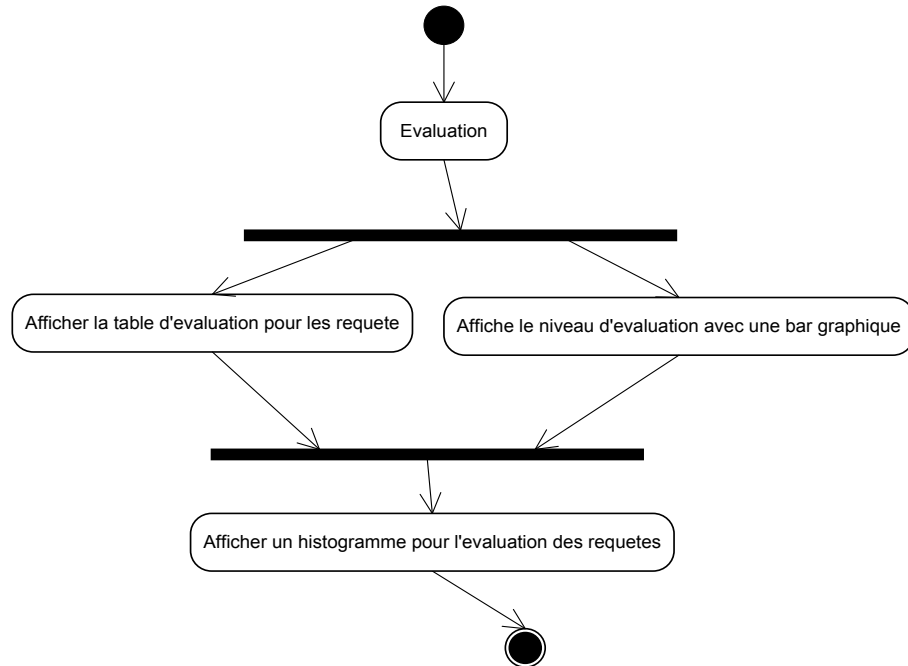 Evaluation
Afficher la table d'evaluation pour les requete
Affiche le niveau d'evaluation avec une bar graphique
Afficher un histogramme pour l'evaluation des requetes